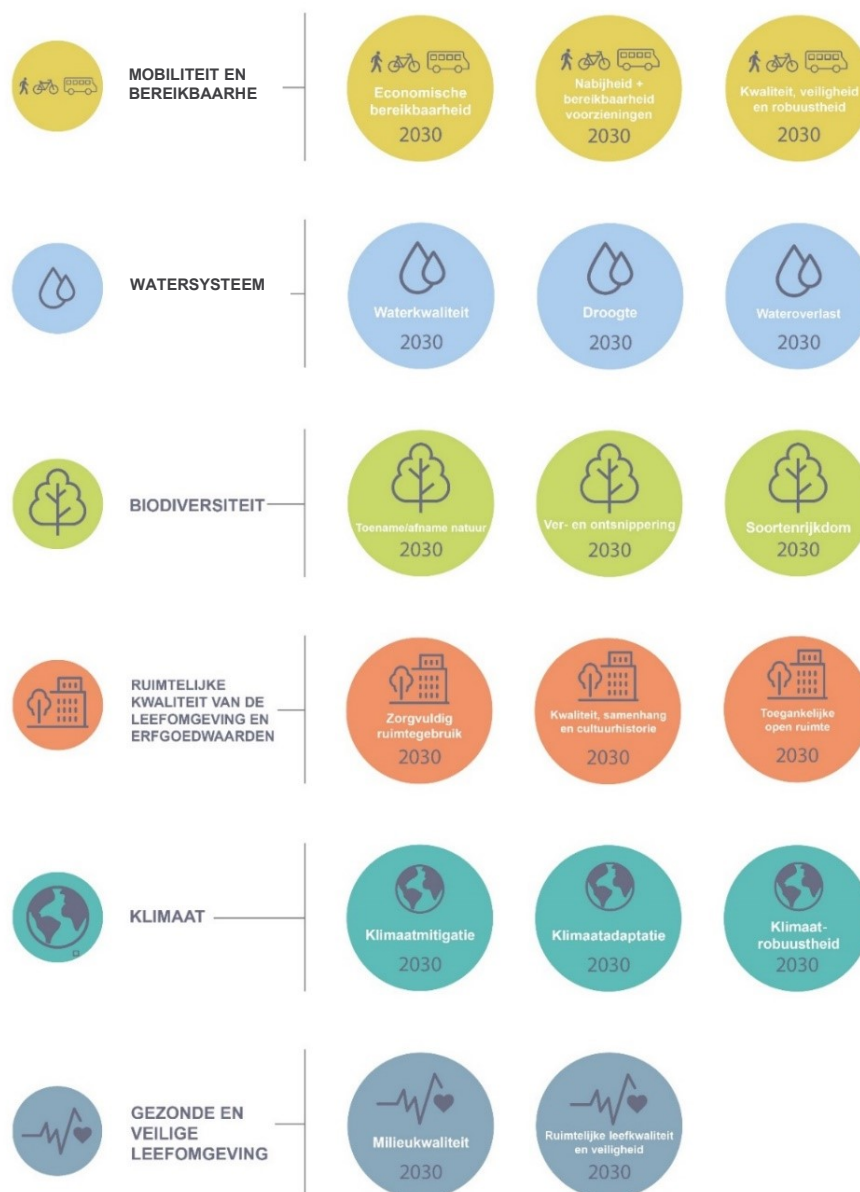 MOBILITEIT EN
BEREIKBAARHE
Economische
bereikbaarheid
2030
Nabijheid +
bereikbaarheid
voorzieningen
2030
Kwaliteit, veiligheid
en robuustheid
2030
WATERSYSTEEM
Waterkwaliteit
2030
Droogte
2030
Wateroverlast
2030
BIODIVERSITEIT
Toename/afname natuur
2030
Ver- en ontsnippering
2030
Soortenrijkdom
2030
RUIMTELIJKE
KWALITEIT VAN DE
LEEFOMGEVING EN
ERFGOEDWAARDEN
Zorgvuldig
ruimtegebruik
2030
Kwaliteit, samenhang
en cultuurhistorie
2030
Toegankelijke
open ruimte
2030
KLIMAAT
Klimaatmitigatie
2030
Klimaatadaptatie
2030
Klimaat-
robuustheid
2030
GEZONDE EN
VEILIGE
LEEFOMGEVING
Milieukwaliteit
2030
Ruimtelijke leefkwaliteit
en veiligheid
2030